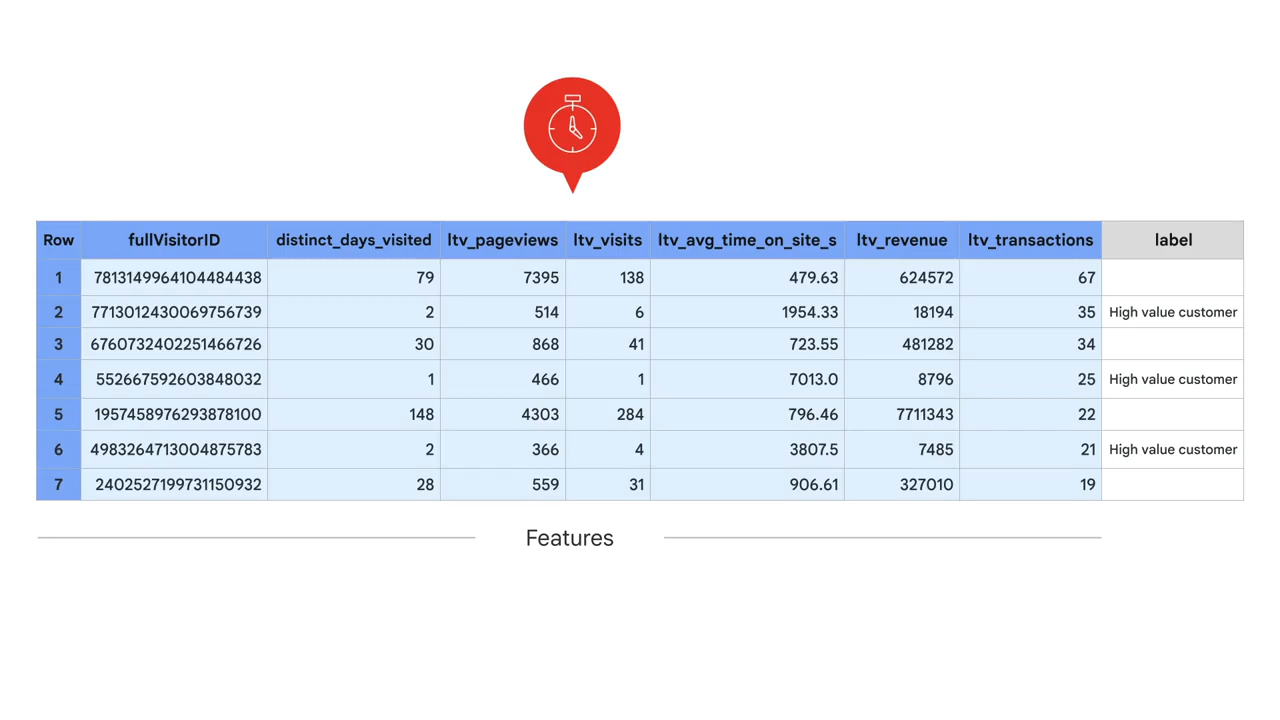 Row fullVisitorID distinct_days_visited ltv_pageviews ltv_visits ltv_avg_time_on_site_s ltv_revenue ltv_transactions label
1 7813149964104484438 79 7395 138 479.63 624572 67
2 7713012430069756739 2 514 6 1954.33 18194 35 High value customer
3 6760732402251466726 30 868 41 723.55 481282 34
4 552667592603848032 1 466 1 7013.0 8796 25 High value customer
5 1957458976293878100 148 4303 284 796.46 7711343 22
6 4983264713004875783 2 366 4 3807.5 7485 21 High value customer
7 2402527199731150932 28 559 31 906.61 327010 19
Features